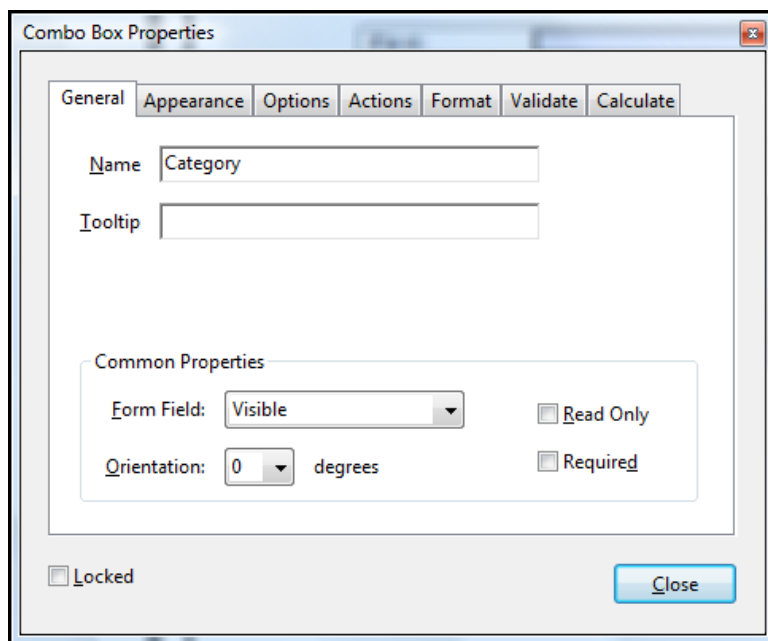 Combo Box Properties
General Appearance Options Actions Format Validate Calculate
Name Category
Tooltip
Common Properties
Form Field: Visible Read Only
Orientation: 0 degrees Required
Locked
Close